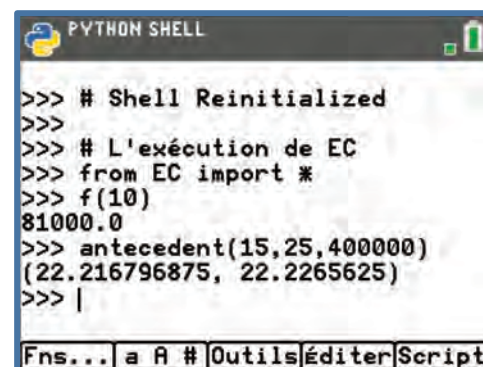 PYTHON SHELL
>>> # Shell Reinitialized
>>>
>>> # L'exécution de EC
>>> from EC import *
>>> f(10)
81000.0
>>> antecedent(15,25,400000)
(22.216796875, 22.2265625)
>>>
Fns... a A # Outils Éditer Script